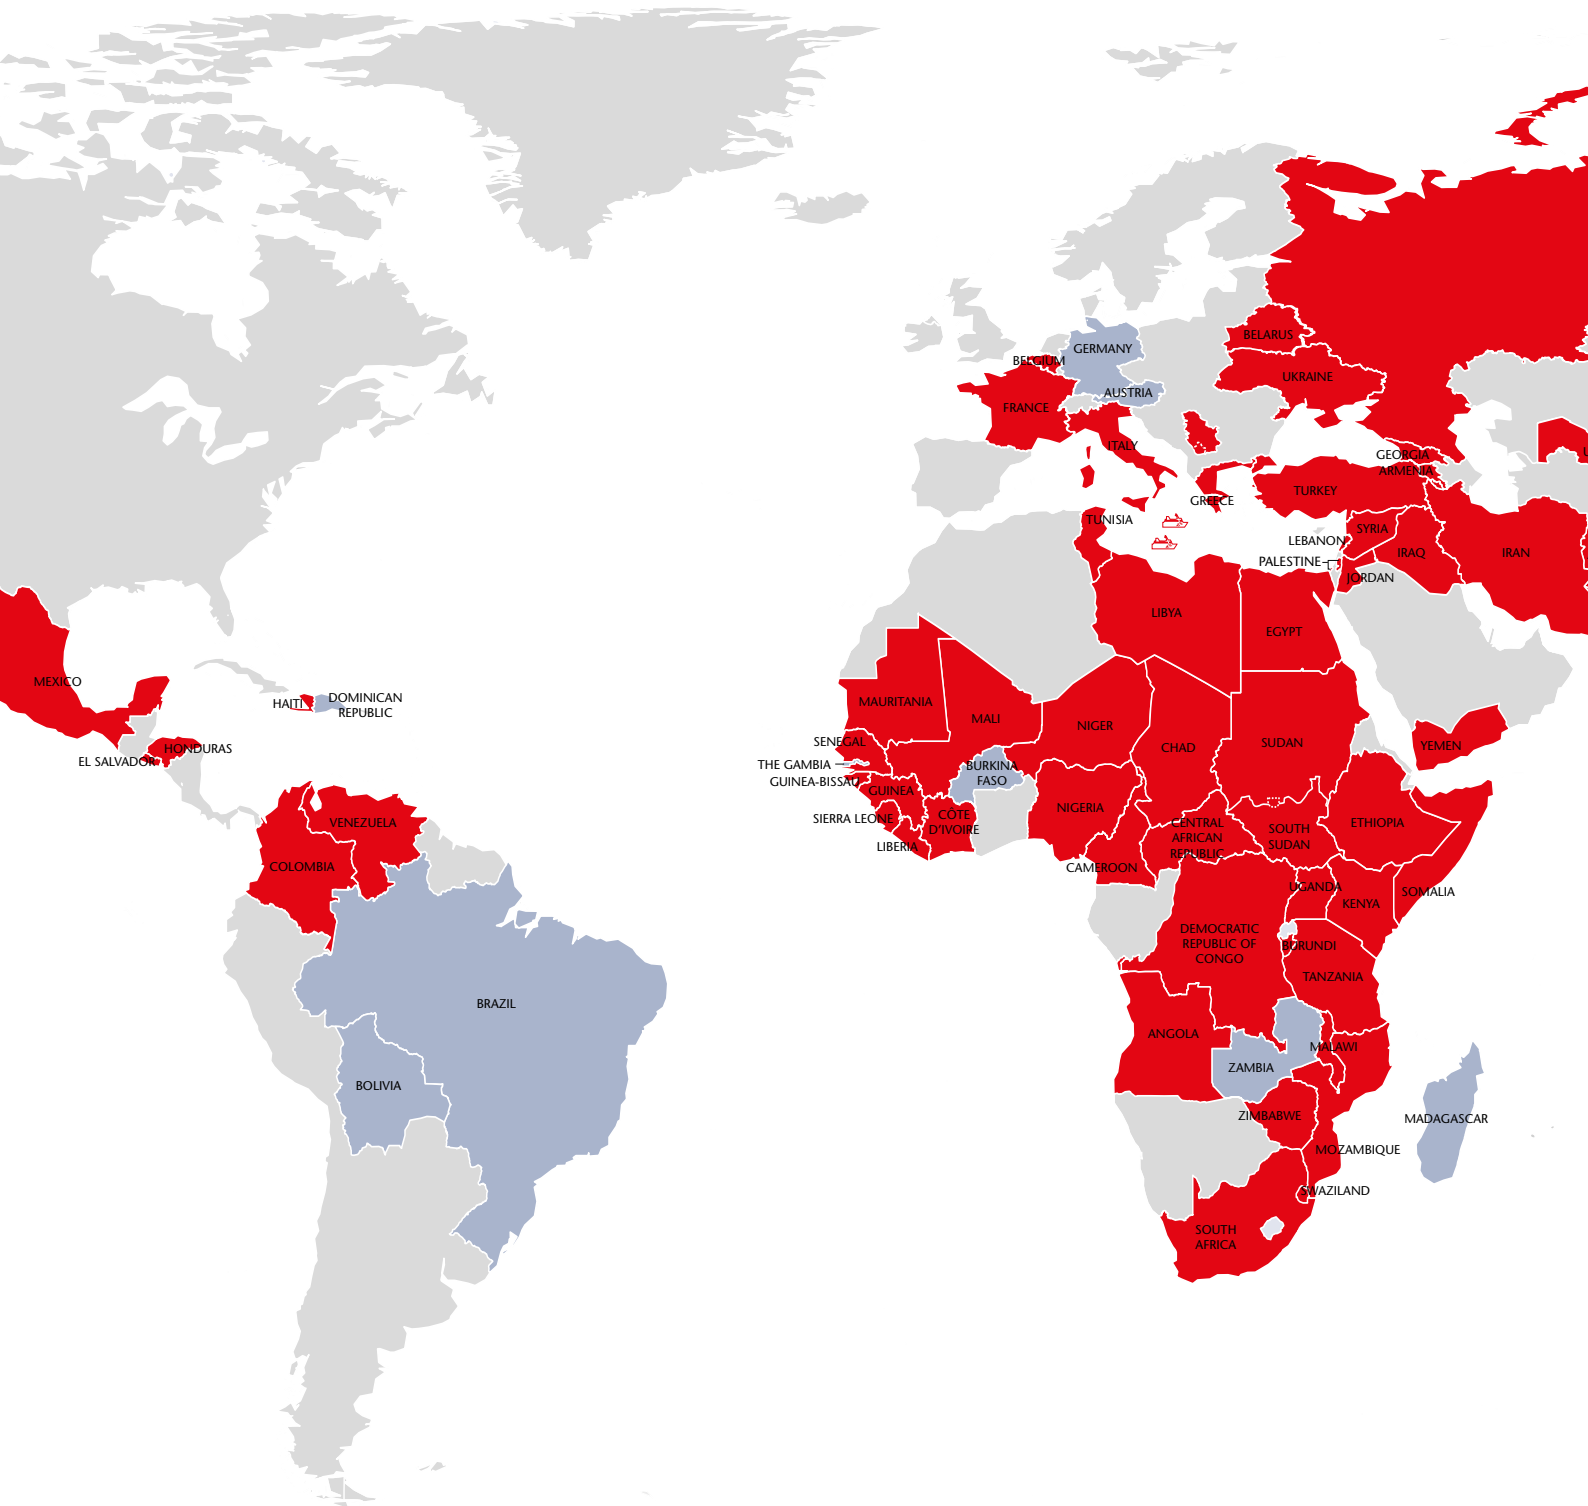 BELARUS
GERMANY
BELGIUM
UKRAINE
AUSTRIA
FRANCE
ITALY
GEORGIA
ARMENIA
TURKEY
GREECE
TUNISIA
SYRIA
LEBANON
IRAQ
IRAN
PALESTINE
JORDAN
LIBYA
EGYPT
MEXICO
HAITI
DOMINICAN
REPUBLIC
MAURITANIA
MALI
NIGER
SENEGAL
CHAD
SUDAN
YEMEN
HONDURAS
EL SALVADOR
THE GAMBIA
BURKINA
FASO
GUINEA-BISSAU
GUINEA
NIGERIA
SIERRA LEONE
CÔTE
D'IVOIRE
LIBERIA
VENEZUELA
COLOMBIA
CENTRAL
AFRICAN
REPUBLIC
SOUTH
SUDAN
ETHIOPIA
CAMEROON
UGANDA
KENYA
SOMALIA
DEMOCRATIC
REPUBLIC OF
CONGO
BURUNDI
TANZANIA
BRAZIL
ANGOLA
MALAWI
ZAMBIA
BOLIVIA
ZIMBABWE
MADAGASCAR
MOZAMBIQUE
SWAZILAND
SOUTH
AFRICA